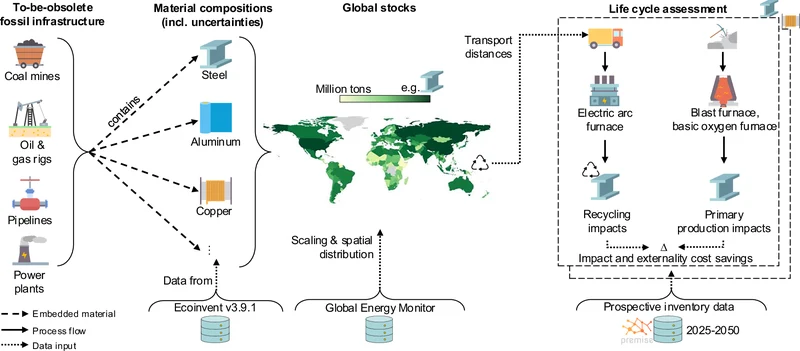 To-be-obsolete
fossil infrastructure
Coal mines
Oil &
gas rigs
Pipelines
Power
plants
Embedded material
Process flow
Data input
Material compositions
(incl. uncertainties)
contains
Steel
Aluminum
Copper
⋮
Data from
Ecoinvent v3.9.1
Global stocks
Million tons
e.g.
Scaling & spatial
distribution
Global Energy Monitor
Transport
distances
Life cycle assessment
Electric arc
furnace
Blast furnace,
basic oxygen furnace
Recycling
impacts
Primary
production impacts
Δ
Impact and externality cost savings
Prospective inventory data
premise
2025-2050